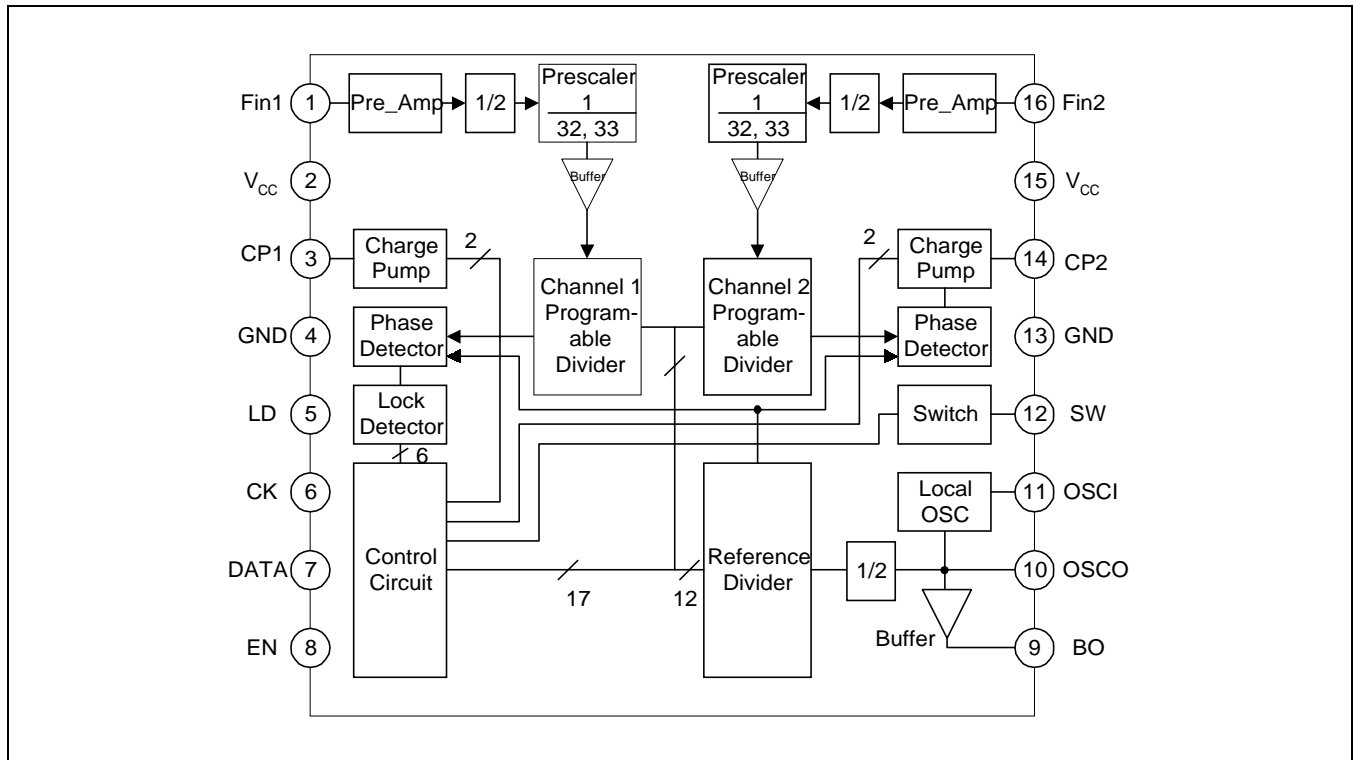 Fin1
1
Pre_Amp
1/2
Prescaler
1
32, 33
Prescaler
1
32, 33
1/2
Pre_Amp
16
Fin2
Buffer
Buffer
VCC
2
15
VCC
CP1
3
Charge
Pump
2
2
Charge
Pump
14
CP2
Channel 1
Program-
able
Divider
Channel 2
Program-
able
Divider
GND
4
Phase
Detector
Phase
Detector
13
GND
LD
5
Lock
Detector
6
Switch
12
SW
CK
6
Local
OSC
11
OSCI
DATA
7
Control
Circuit
17
12
Reference
Divider
1/2
10
OSCO
EN
8
Buffer
9
BO